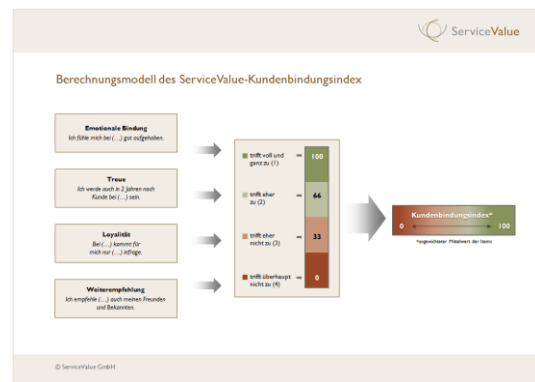 ServiceValue
Berechnungsmodell des ServiceValue-Kundenbindungsindex
Emotionale Bindung
Ich fühle mich bei (...) gut aufgehoben.
Treue
Ich werde auch in 2 Jahren noch
Kunde bei (...) sein.
Loyalität
Bei (...) kommt für
mich nur (...) infrage.
Weiterempfehlung
Ich empfehle (...) auch meinen Freunden
und Bekannten.
trifft voll und
ganz zu (1)
= 100
trifft eher
zu (2)
= 66
trifft eher
nicht zu (3)
= 33
trifft überhaupt
nicht zu (4)
= 0
Kundenbindungsindex*
0 100
*ungewichteter Mittelwert der Items
© ServiceValue GmbH